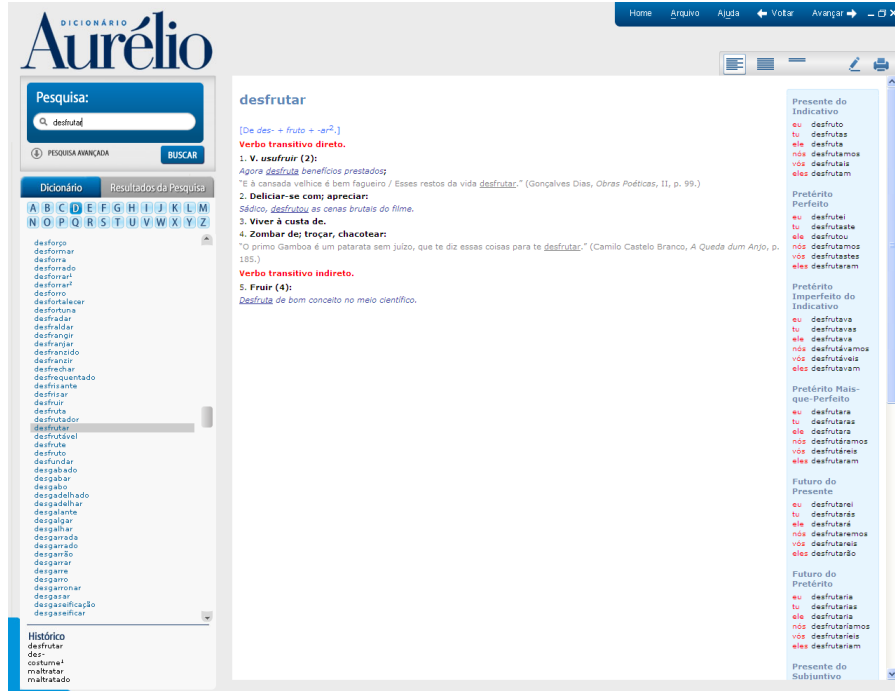 DICIONÁRIO
Aurélio
Home Arquivo Ajuda Voltar Avançar
Pesquisa:
desfrutar
PESQUISA AVANÇADA
BUSCAR
Dicionário Resultados da Pesquisa
A B C D E F G H I J K L M
N O P Q R S T U V W X Y Z
desforço
desformar
desforra
desforrado
desforrar¹
desforrar²
desforro
desfortalecer
desfortuna
desfradar
desfraldar
desfrangir
desfranjar
desfranzido
desfranzir
desfrechar
desfrequentado
desfrisante
desfrisar
desfruir
desfruta
desfrutador
desfrutar
desfrutável
desfrute
desfruto
desfundar
desgabado
desgabar
desgabo
desgadelhado
desgadelhar
desgalante
desgalgar
desgalhar
desgarrada
desgarrado
desgarrão
desgarrar
desgarre
desgarro
desgarronar
desgasar
desgaseificação
desgaseificar
Histórico
desfrutar
des-
costume¹
maltratar
maltratado
desfrutar
[De des- + fruto + -ar².]
Verbo transitivo direto.
1. V. usufruir (2):
Agora desfruta benefícios prestados;
"E à cansada velhice é bem fagueiro / Esses restos da vida desfrutar." (Gonçalves Dias, Obras Poéticas, II, p. 99.)
2. Deliciar-se com; apreciar:
Sádico, desfrutou as cenas brutais do filme.
3. Viver à custa de.
4. Zombar de; troçar, chacotear:
"O primo Gamboa é um patarata sem juízo, que te diz essas coisas para te desfrutar." (Camilo Castelo Branco, A Queda dum Anjo, p.
185.)
Verbo transitivo indireto.
5. Fruir (4):
Desfruta de bom conceito no meio científico.
Presente do
Indicativo
eu desfruto
tu desfrutas
ele desfruta
nós desfrutamos
vós desfrutais
eles desfrutam
Pretérito
Perfeito
eu desfrutei
tu desfrutaste
ele desfrutou
nós desfrutamos
vós desfrutastes
eles desfrutaram
Pretérito
Imperfeito do
Indicativo
eu desfrutava
tu desfrutavas
ele desfrutava
nós desfrutávamos
vós desfrutáveis
eles desfrutavam
Pretérito Mais-
que-Perfeito
eu desfrutara
tu desfrutaras
ele desfrutara
nós desfrutáramos
vós desfrutáreis
eles desfrutaram
Futuro do
Presente
eu desfrutarei
tu desfrutarás
ele desfrutará
nós desfrutaremos
vós desfrutareis
eles desfrutarão
Futuro do
Pretérito
eu desfrutaria
tu desfrutarias
ele desfrutaria
nós desfrutaríamos
vós desfrutaríeis
eles desfrutariam
Presente do
Subjuntivo